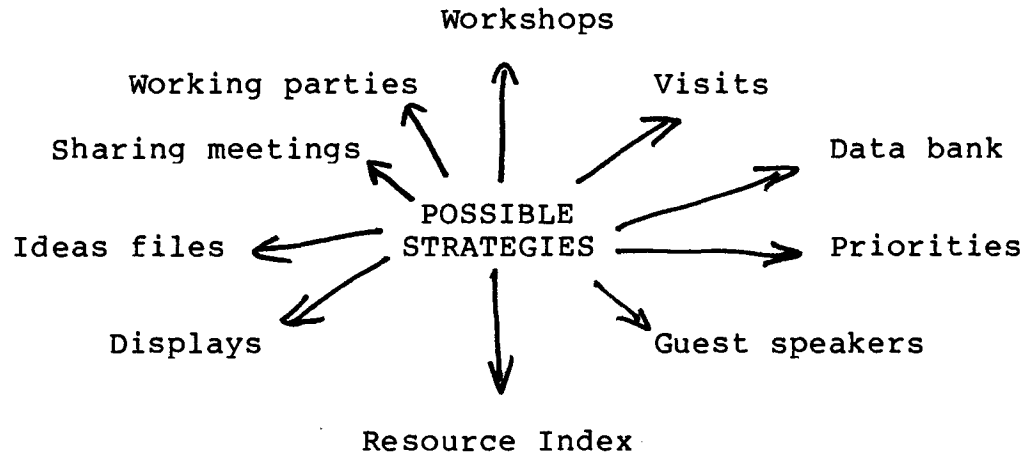 Workshops
Working parties
Visits
Sharing meetings
Data bank
POSSIBLE
STRATEGIES
Ideas files
Priorities
Displays
Guest speakers
Resource Index